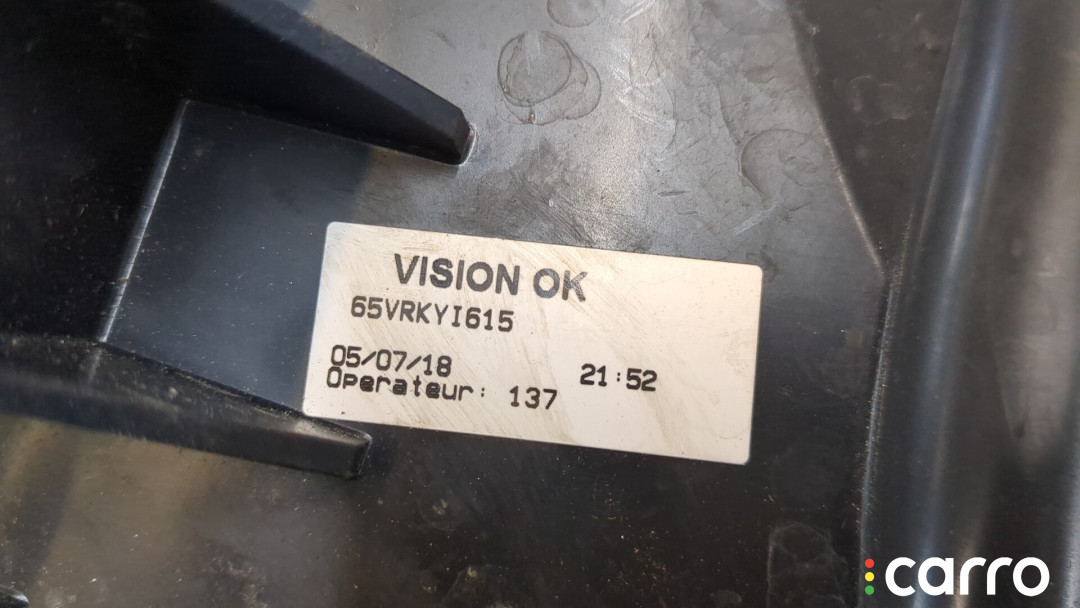 VISION OK
65VRKYI615
05/07/18 21:52
Operateur: 137
carro